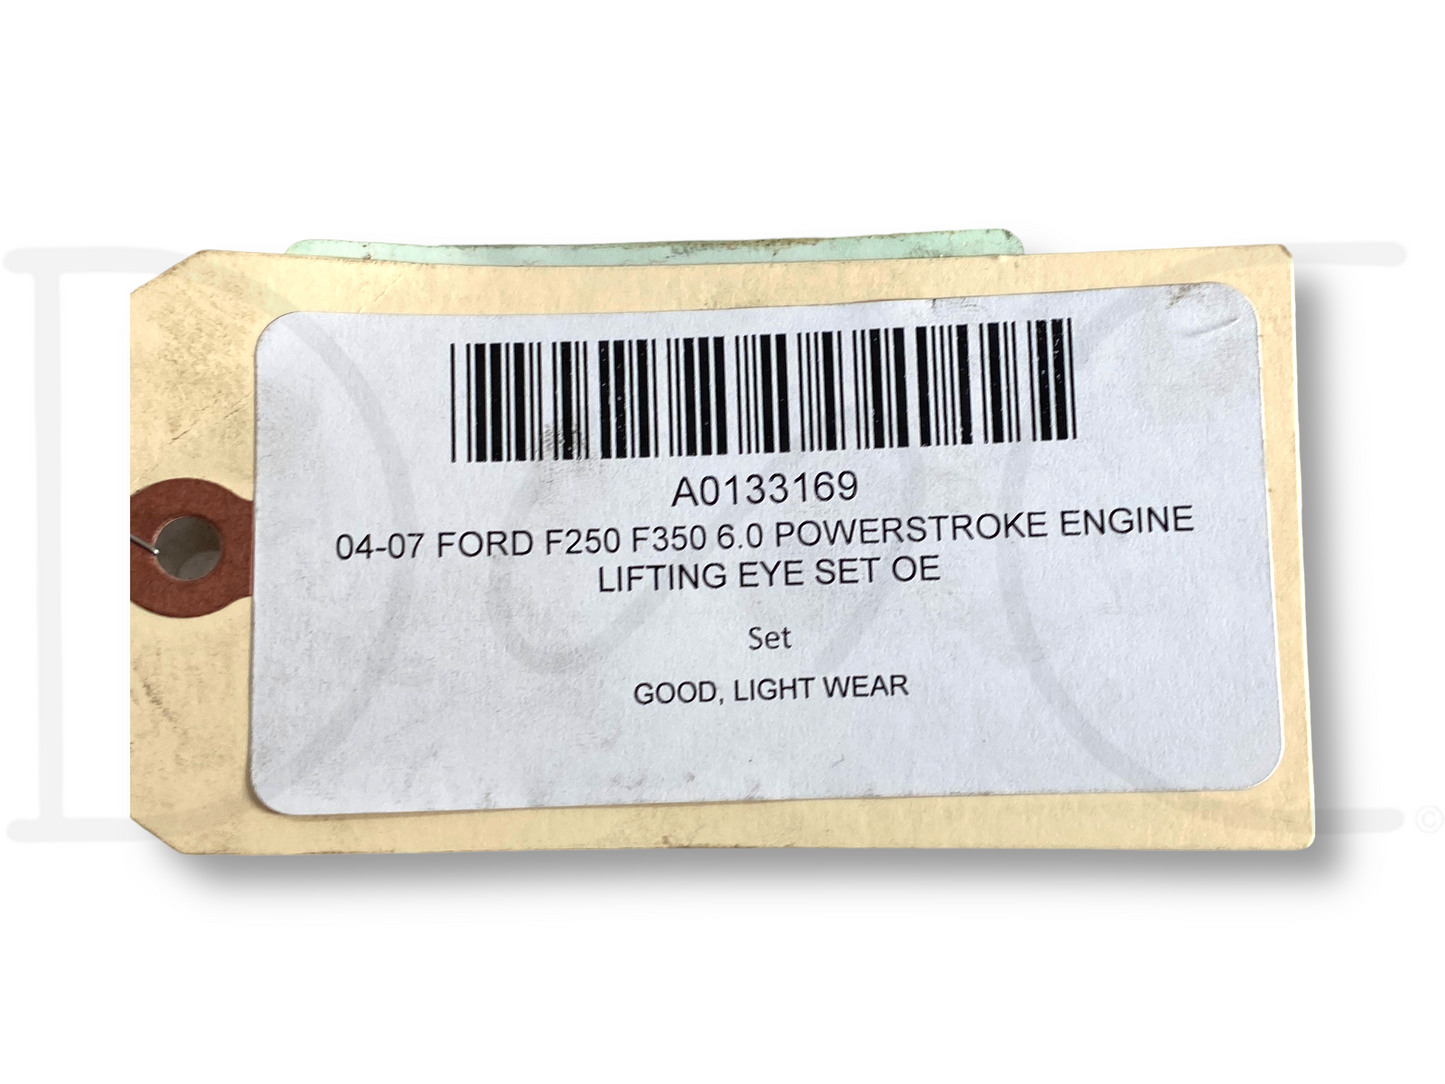 A0133169
04-07 FORD F250 F350 6.0 POWERSTROKE ENGINE
LIFTING EYE SET OE
Set
GOOD, LIGHT WEAR
©